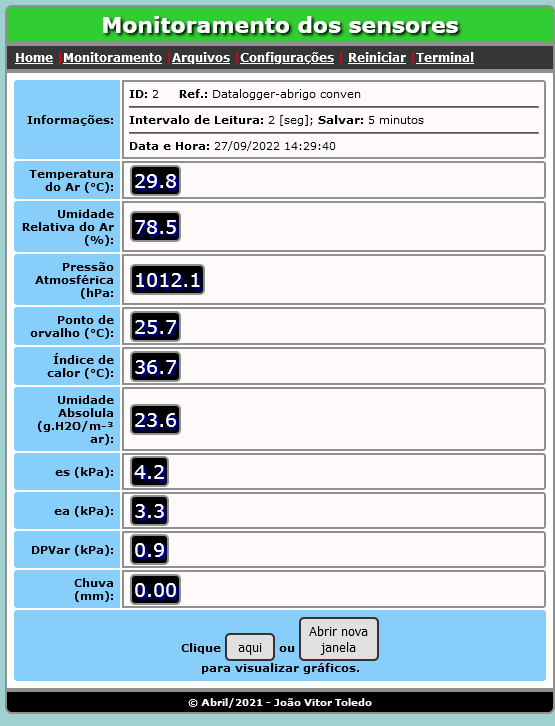 Monitoramento dos sensores
Home | Monitoramento | Arquivos | Configurações | Reiniciar | Terminal
Informações:
ID: 2 Ref.: Datalogger-abrigo conven
Intervalo de Leitura: 2 [seg]; Salvar: 5 minutos
Data e Hora: 27/09/2022 14:29:40
Temperatura
do Ar (°C):
29.8
Umidade
Relativa do Ar
(%):
78.5
Pressão
Atmosférica
(hPa:
1012.1
Ponto de
orvalho (°C):
25.7
Índice de
calor (°C):
36.7
Umidade
Absolula
(g.H2O/m-³
ar):
23.6
es (kPa):
4.2
ea (kPa):
3.3
DPVar (kPa):
0.9
Chuva
(mm):
0.00
Clique aqui ou Abrir nova
janela
para visualizar gráficos.
© Abril/2021 - João Vitor Toledo